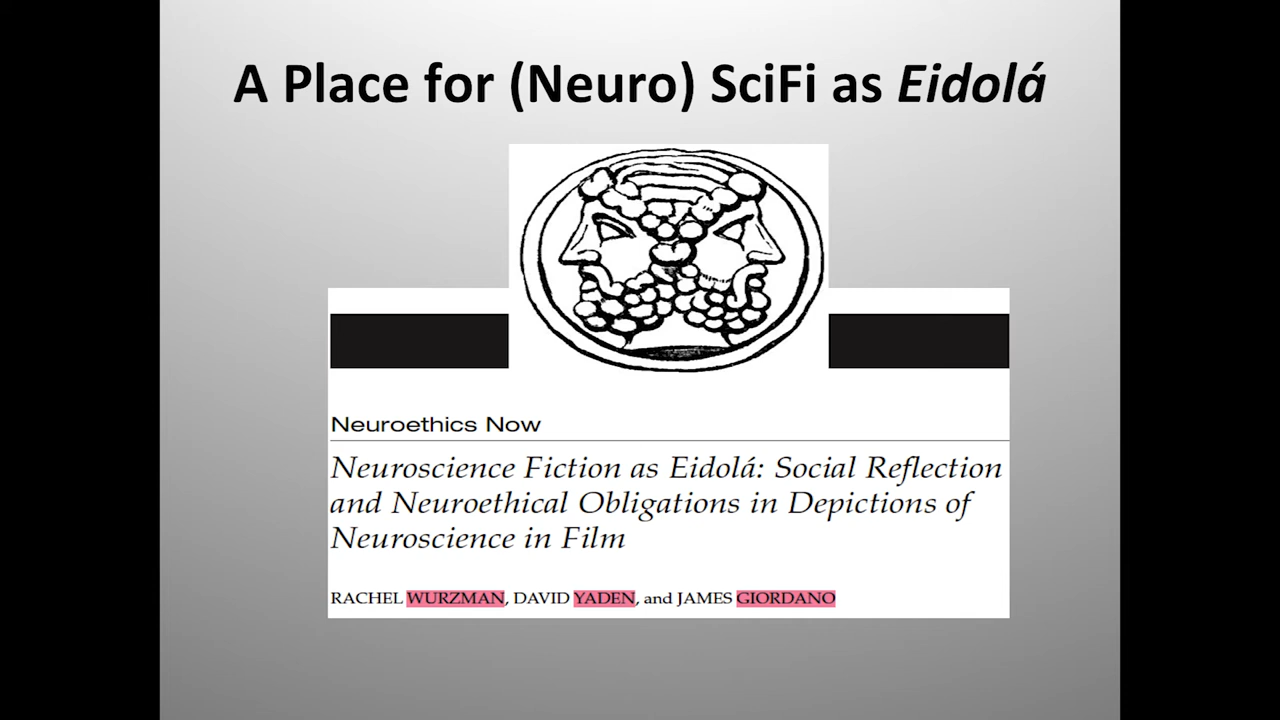 A Place for (Neuro) SciFi as Eidolá
Neuroethics Now
Neuroscience Fiction as Eidolá: Social Reflection
and Neuroethical Obligations in Depictions of
Neuroscience in Film
RACHEL WURZMAN, DAVID YADEN, and JAMES GIORDANO